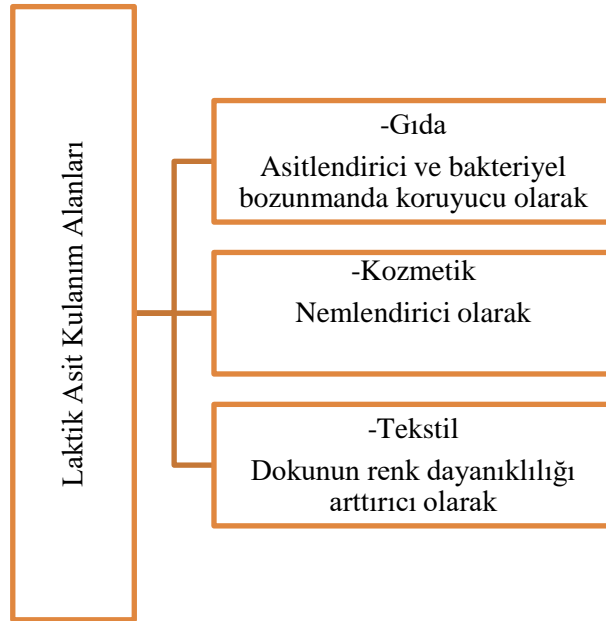 Laktik Asit Kulanım Alanları
-Gıda
Asitlendirici ve bakteriyel
bozunmanda koruyucu olarak
-Kozmetik
Nemlendirici olarak
-Tekstil
Dokunun renk dayanıklılığı
arttırıcı olarak